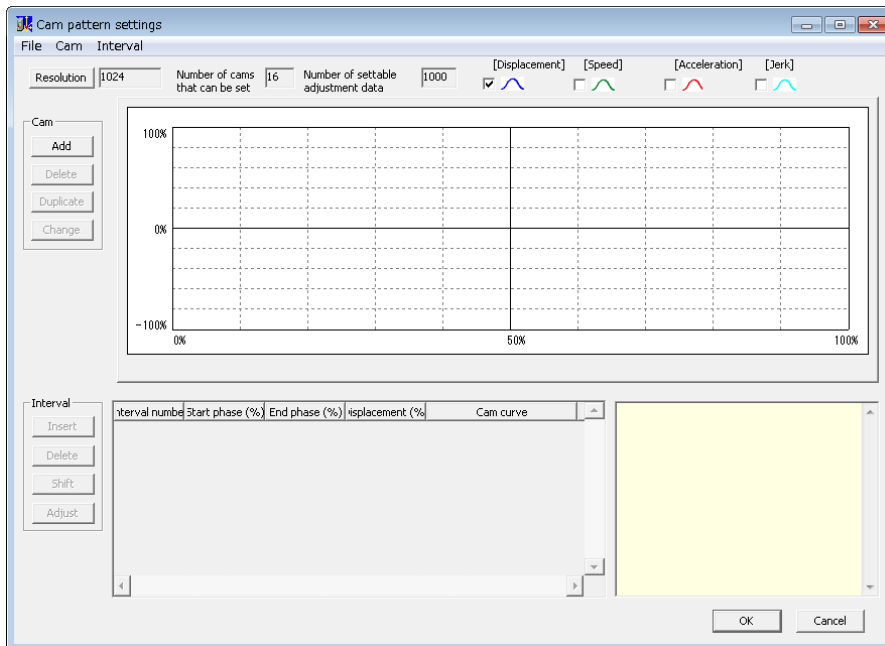 Cam pattern settings
File Cam Interval
Resolution 1024 Number of cams that can be set 16 Number of settable adjustment data 1000
[Displacement] [Speed] [Acceleration] [Jerk]
Cam
Add
Delete
Duplicate
Change
100%
0%
-100%
0% 50% 100%
Interval
Insert
Delete
Shift
Adjust
nterval numbe Start phase (%) End phase (%) isplacement (% Cam curve
OK Cancel